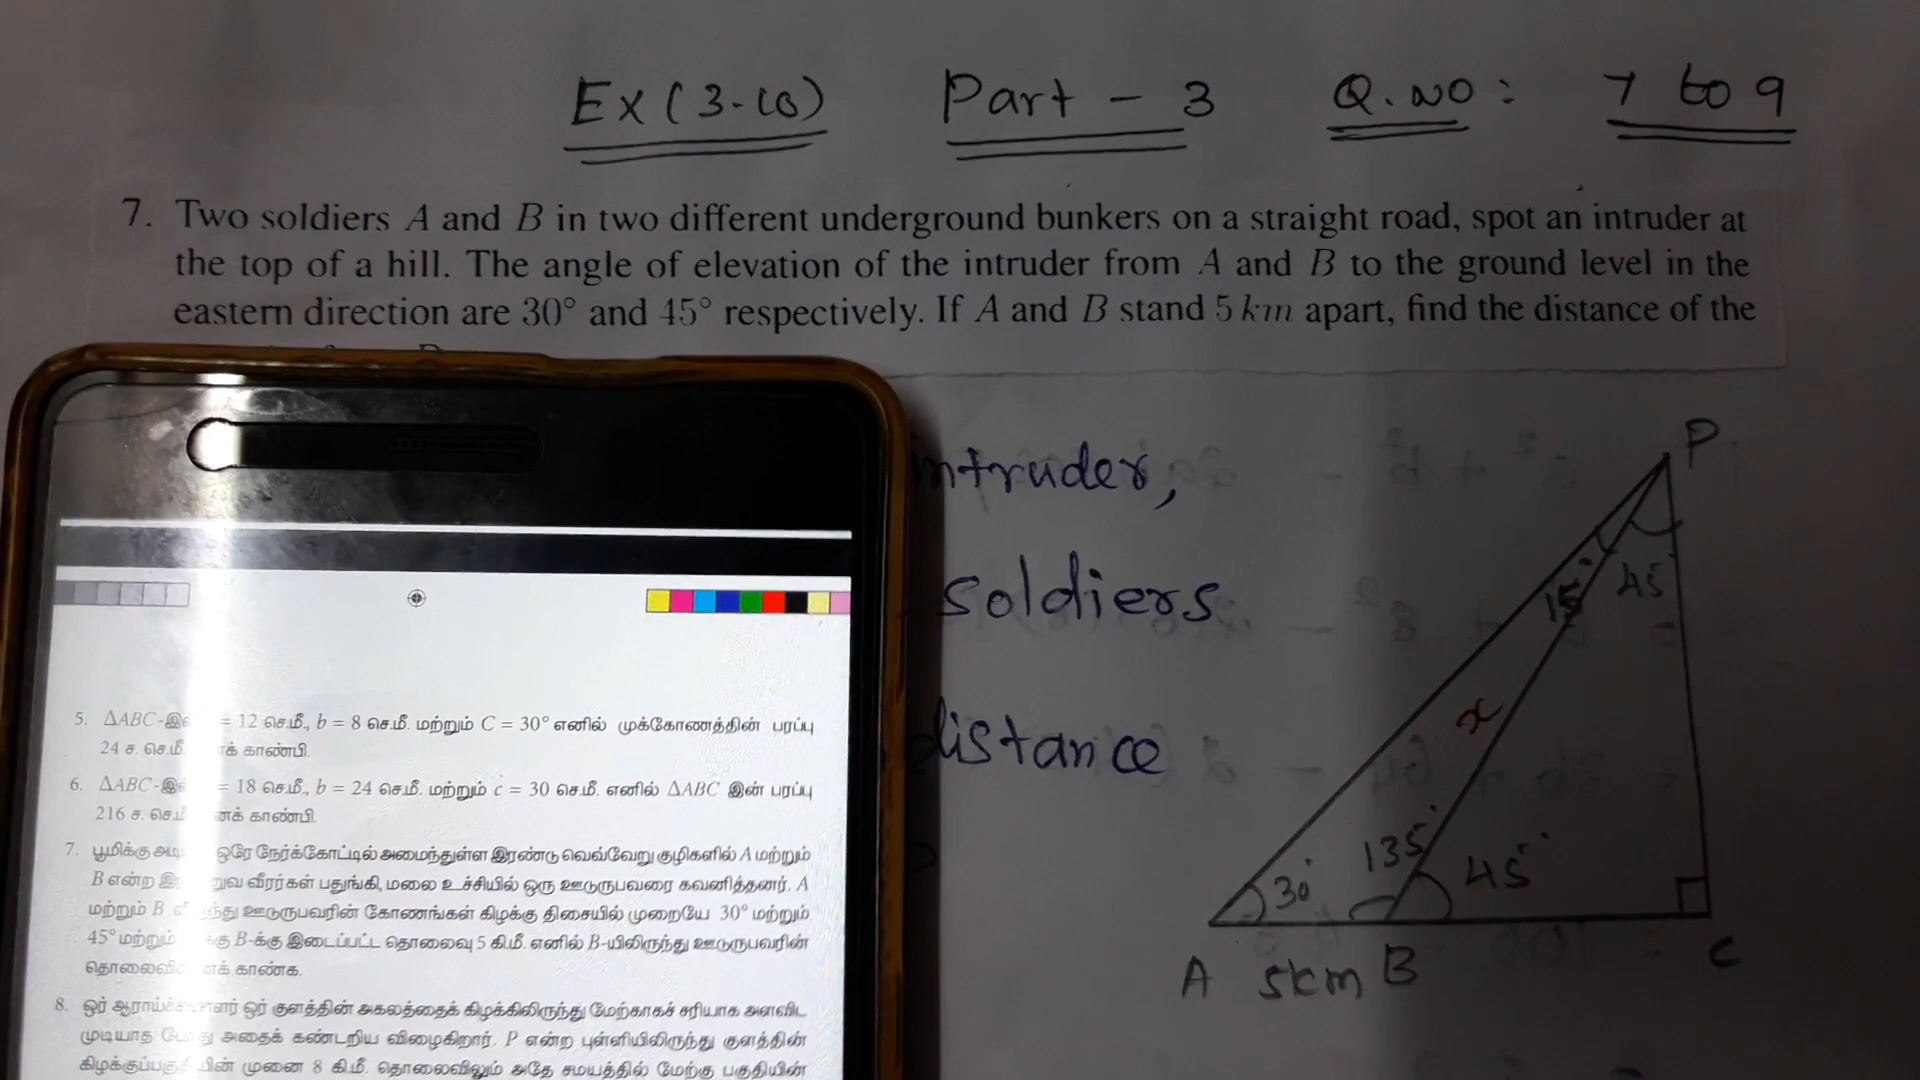 Ex (3-10) Part - 3 Q. NO: 7 to 9
7. Two soldiers A and B in two different underground bunkers on a straight road, spot an intruder at
the top of a hill. The angle of elevation of the intruder from A and B to the ground level in the
eastern direction are 30° and 45° respectively. If A and B stand 5 km apart, find the distance of the
intruder,
soldiers
distance
P
15°
45
x
135°
30°
45°
A 5km B C
5. ΔABC- = 12 செ.மீ., b = 8 செ.மீ. மற்றும் C = 30° எனில் முக்கோணத்தின் பரப்பு
24 ச. செ.மீ. காண்பி.
6. ΔABC- = 18 செ.மீ., b = 24 செ.மீ. மற்றும் c = 30 செ.மீ. எனில் ΔABC இன் பரப்பு
216 ச. செ.மீ காண்பி.
7. பூமிக்கு ஒரே நேர்க்கோட்டில் அமைந்துள்ள இரண்டு வெவ்வேறு குழிகளில் A மற்றும்
B என்ற வீரர்கள் பதுங்கி, மலை உச்சியில் ஒரு ஊடுருபவரை கவனித்தனர். A
மற்றும் B ஊடுருபவரின் கோணங்கள் கிழக்கு திசையில் முறையே 30° மற்றும்
45° மற்றும் B-க்கு இடைப்பட்ட தொலைவு 5 கி.மீ. எனில் B-யிலிருந்து ஊடுருபவரின்
காண்க.
8. ஓர் ஓர் குளத்தின் அகலத்தைக் கிழக்கிலிருந்து மேற்காகச் சரியாக அளவிட
முடியாத அதைக் கண்டறிய விழைகிறார். P என்ற புள்ளியிலிருந்து குளத்தின்
முனை 8 கி.மீ. தொலைவிலும் அதே சமயத்தில் மேற்கு பகுதியின்